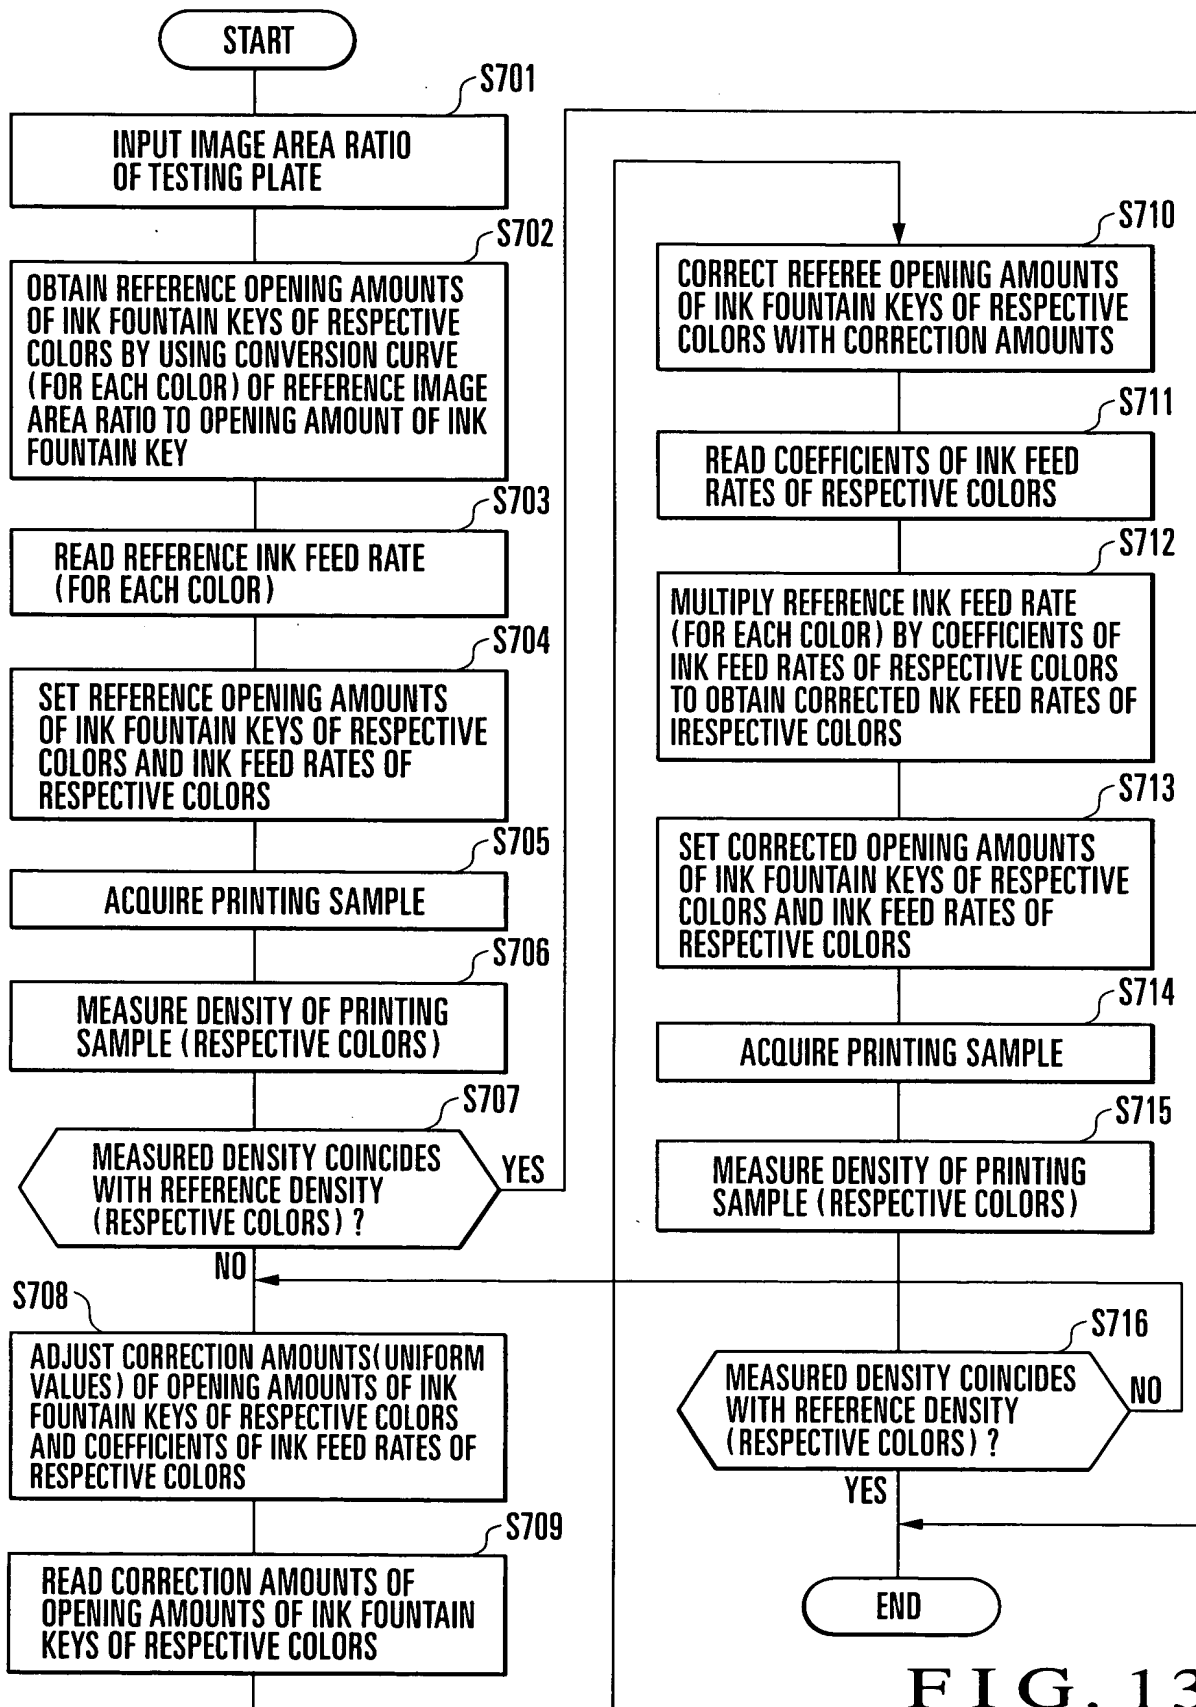 START
S701
INPUT IMAGE AREA RATIO
OF TESTING PLATE
S702
OBTAIN REFERENCE OPENING AMOUNTS
OF INK FOUNTAIN KEYS OF RESPECTIVE
COLORS BY USING CONVERSION CURVE
(FOR EACH COLOR) OF REFERENCE IMAGE
AREA RATIO TO OPENING AMOUNT OF INK
FOUNTAIN KEY
S703
READ REFERENCE INK FEED RATE
(FOR EACH COLOR)
S704
SET REFERENCE OPENING AMOUNTS
OF INK FOUNTAIN KEYS OF RESPECTIVE
COLORS AND INK FEED RATES OF
RESPECTIVE COLORS
S705
ACQUIRE PRINTING SAMPLE
S706
MEASURE DENSITY OF PRINTING
SAMPLE (RESPECTIVE COLORS)
S707
MEASURED DENSITY COINCIDES
WITH REFERENCE DENSITY
(RESPECTIVE COLORS) ?
YES
NO
S708
ADJUST CORRECTION AMOUNTS(UNIFORM
VALUES) OF OPENING AMOUNTS OF INK
FOUNTAIN KEYS OF RESPECTIVE COLORS
AND COEFFICIENTS OF INK FEED RATES OF
RESPECTIVE COLORS
S709
READ CORRECTION AMOUNTS OF
OPENING AMOUNTS OF INK FOUNTAIN
KEYS OF RESPECTIVE COLORS
S710
CORRECT REFEREE OPENING AMOUNTS
OF INK FOUNTAIN KEYS OF RESPECTIVE
COLORS WITH CORRECTION AMOUNTS
S711
READ COEFFICIENTS OF INK FEED
RATES OF RESPECTIVE COLORS
S712
MULTIPLY REFERENCE INK FEED RATE
(FOR EACH COLOR) BY COEFFICIENTS OF
INK FEED RATES OF RESPECTIVE COLORS
TO OBTAIN CORRECTED NK FEED RATES OF
IRESPECTIVE COLORS
S713
SET CORRECTED OPENING AMOUNTS
OF INK FOUNTAIN KEYS OF RESPECTIVE
COLORS AND INK FEED RATES OF
RESPECTIVE COLORS
S714
ACQUIRE PRINTING SAMPLE
S715
MEASURE DENSITY OF PRINTING
SAMPLE (RESPECTIVE COLORS)
S716
MEASURED DENSITY COINCIDES
WITH REFERENCE DENSITY
(RESPECTIVE COLORS) ?
NO
YES
END
FIG. 13